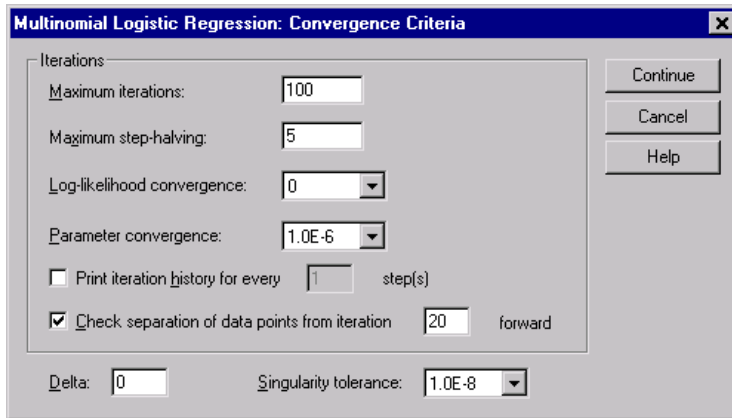 Multinomial Logistic Regression: Convergence Criteria
Iterations
Maximum iterations: 100
Maximum step-halving: 5
Log-likelihood convergence: 0
Parameter convergence: 1.0E-6
Print iteration history for every 1 step(s)
Check separation of data points from iteration 20 forward
Delta: 0 Singularity tolerance: 1.0E-8
Continue
Cancel
Help